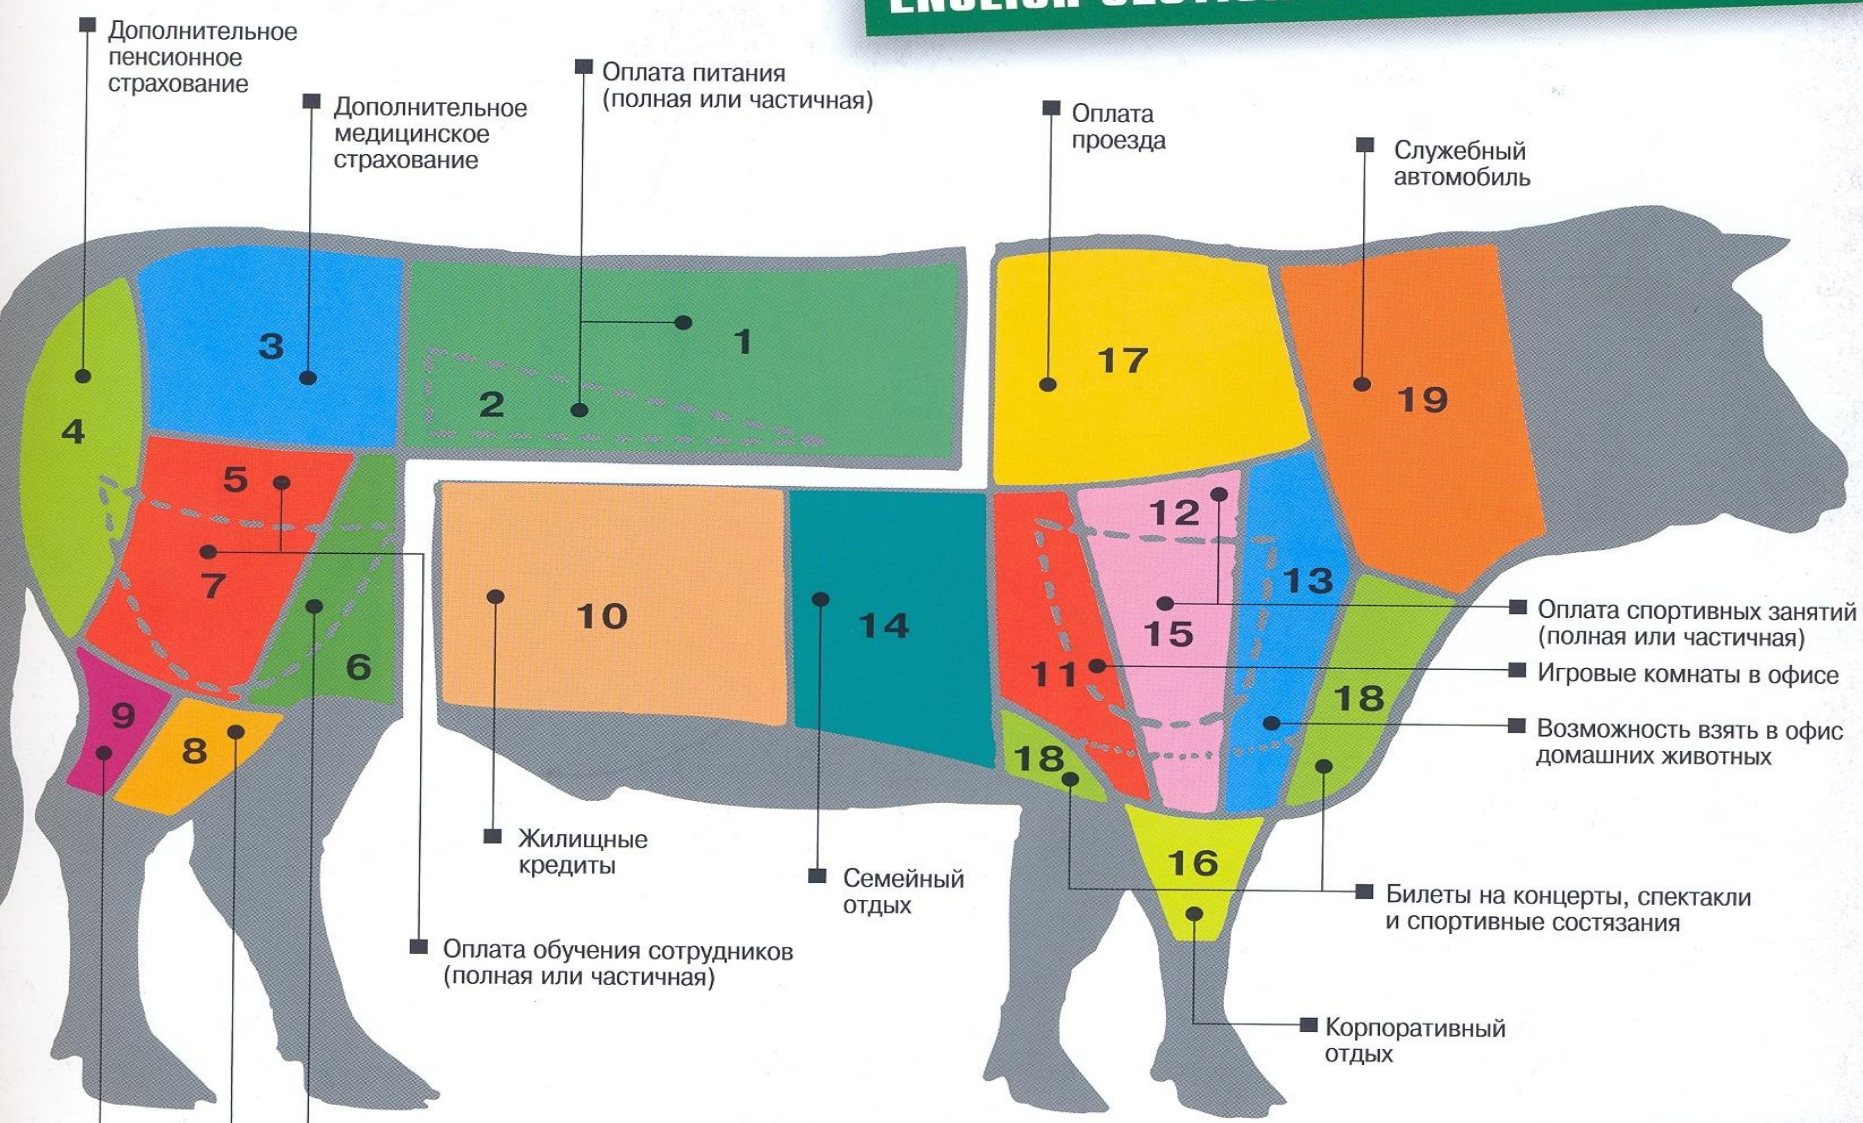 Дополнительное
пенсионное
страхование
Дополнительное
медицинское
страхование
Оплата питания
(полная или частичная)
Оплата
проезда
Служебный
автомобиль
3
1
2
17
19
4
5
7
6
9
8
10
14
12
13
15
11
18
18
16
Оплата спортивных занятий
(полная или частичная)
Игровые комнаты в офисе
Возможность взять в офис
домашних животных
Жилищные
кредиты
Семейный
отдых
Билеты на концерты, спектакли
и спортивные состязания
Оплата обучения сотрудников
(полная или частичная)
Корпоративный
отдых